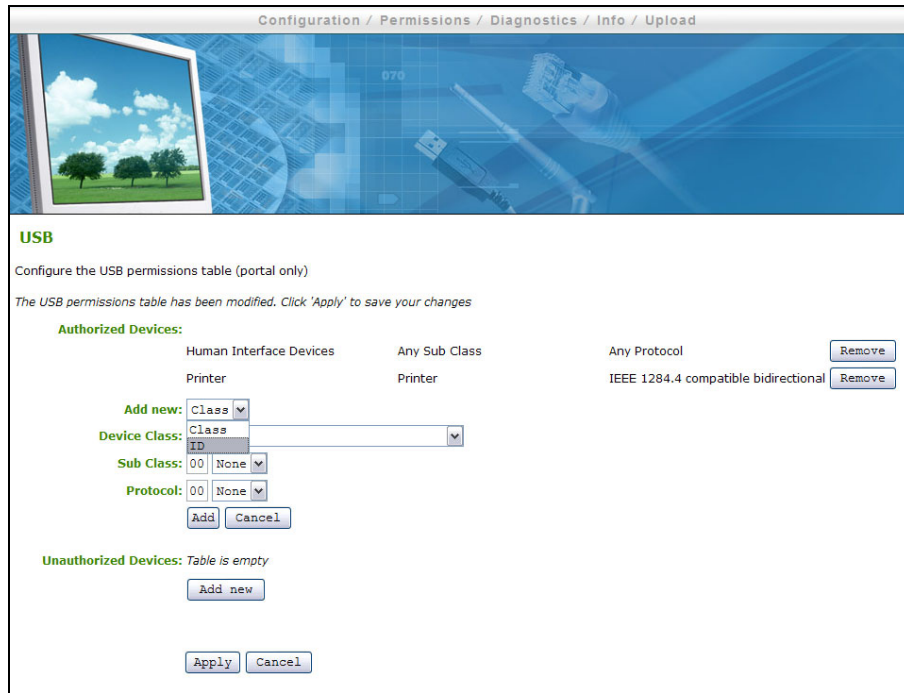 Configuration / Permissions / Diagnostics / Info / Upload
070
USB
Configure the USB permissions table (portal only)
The USB permissions table has been modified. Click 'Apply' to save your changes
Authorized Devices:
Human Interface Devices Any Sub Class Any Protocol Remove
Printer Printer IEEE 1284.4 compatible bidirectional Remove
Add new: Class
Class
Device Class:
ID
Sub Class: 00 None
Protocol: 00 None
Add Cancel
Unauthorized Devices: Table is empty
Add new
Apply Cancel